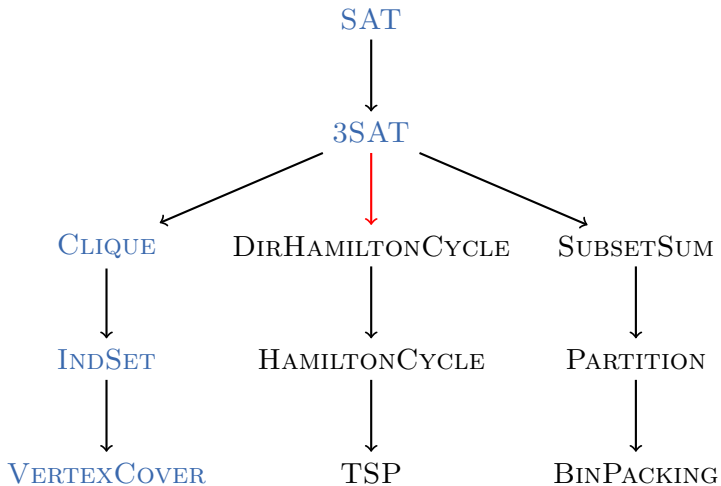 SAT
3SAT
CLIQUE DIRHAMILTONCYCLE SUBSETSUM
INDSET HAMILTONCYCLE PARTITION
VERTEXCOVER TSP BINPACKING